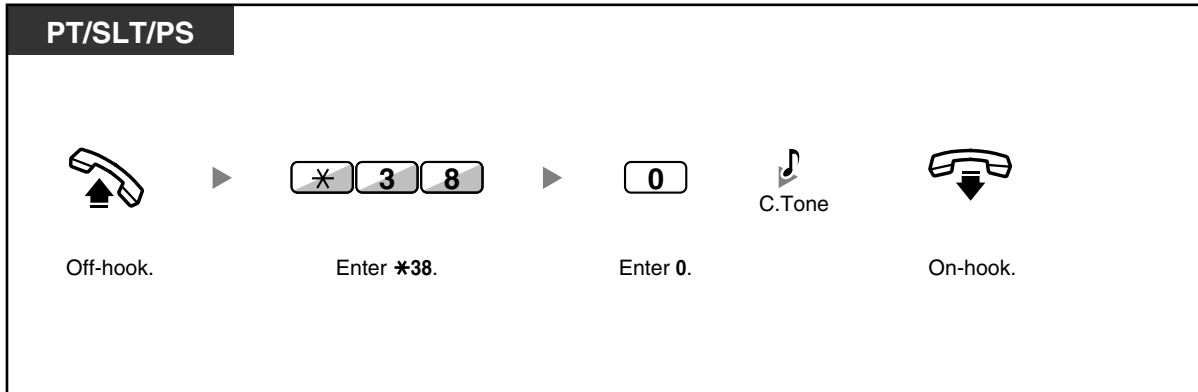 PT/SLT/PS
* 3 8
0
C.Tone
Off-hook.
Enter *38.
Enter 0.
On-hook.